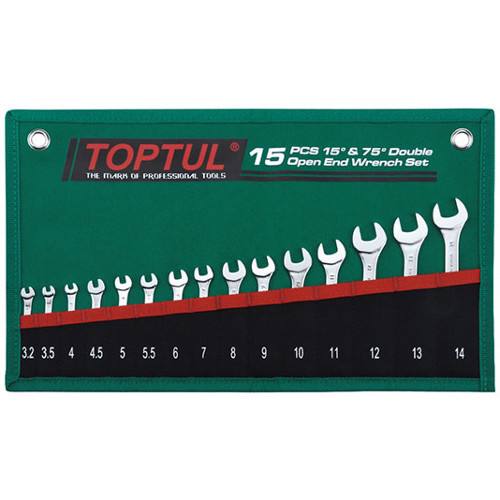 TOPTUL®
THE MARK OF PROFESSIONAL TOOLS
15 PCS 15° & 75° Double
Open End Wrench Set
3.2 3.5 4 4.5 5 5.5 6 7 8 9 10 11 12 13 14